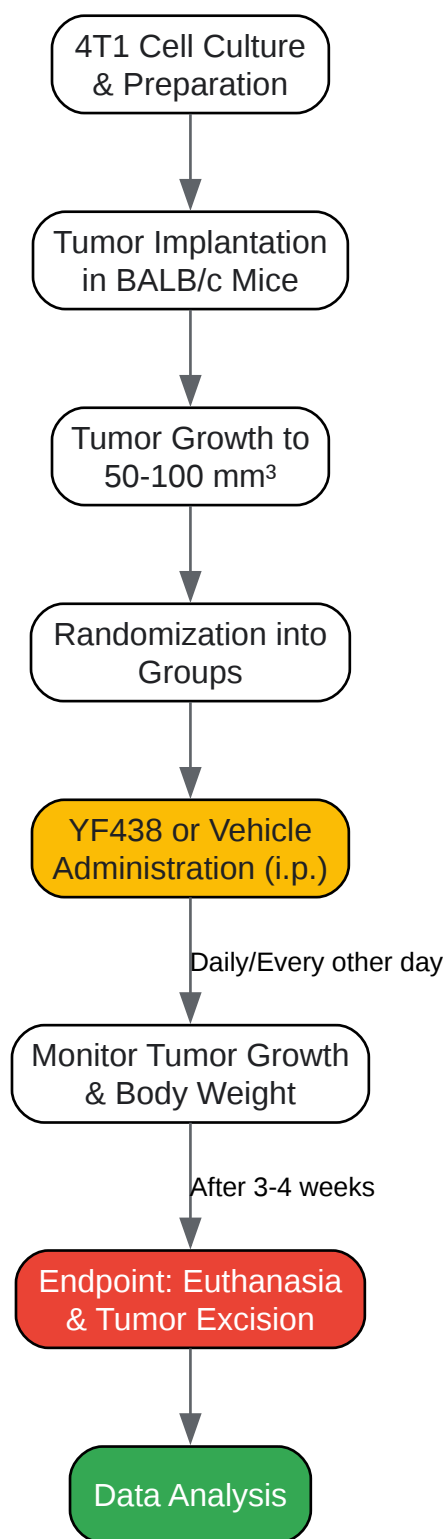 4T1 Cell Culture
& Preparation
Tumor Implantation
in BALB/c Mice
Tumor Growth to
50-100 mm³
Randomization into
Groups
YF438 or Vehicle
Administration (i.p.)
Daily/Every other day
Monitor Tumor Growth
& Body Weight
After 3-4 weeks
Endpoint: Euthanasia
& Tumor Excision
Data Analysis